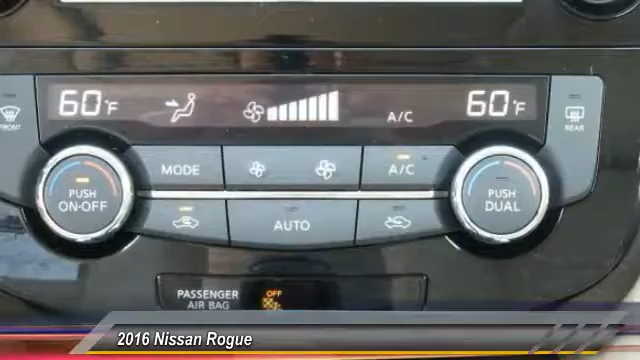 60°F A/C 60°F
FRONT
REAR
MODE A/C
PUSH ON-OFF
PUSH DUAL
AUTO
PASSENGER AIR BAG OFF
2016 Nissan Rogue